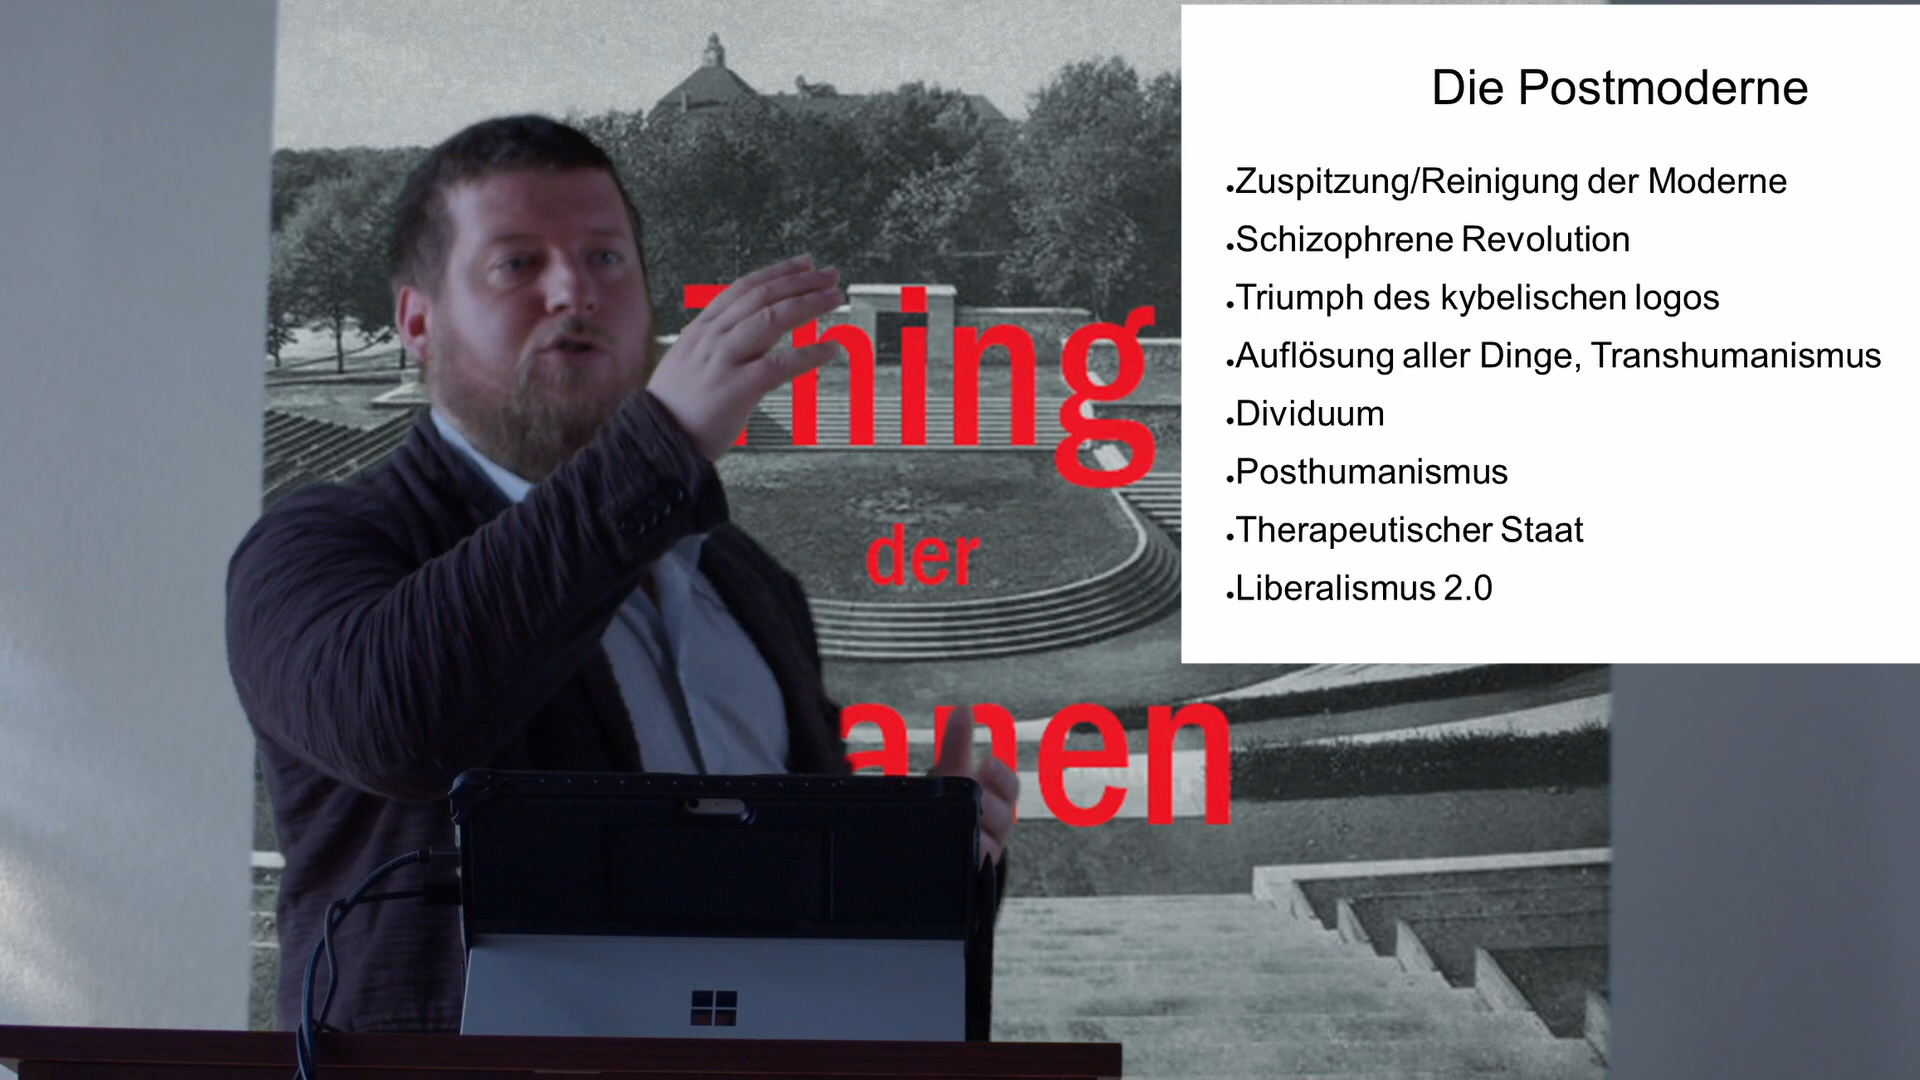 Die Postmoderne
.Zuspitzung/Reinigung der Moderne
.Schizophrene Revolution
.Triumph des kybelischen logos
.Auflösung aller Dinge, Transhumanismus
.Dividuum
.Posthumanismus
.Therapeutischer Staat
.Liberalismus 2.0
Thing
der